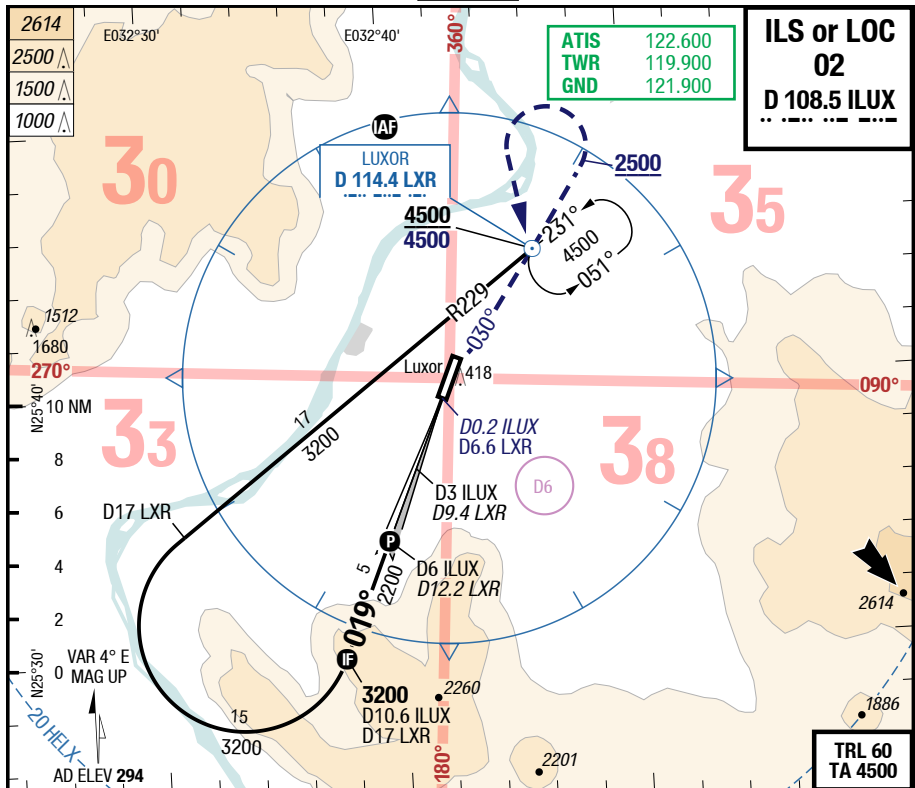 2614
2500
1500
1000
E032°30'
E032°40'
360°
ATIS 122.600
TWR 119.900
GND 121.900
ILS or LOC
02
D 108.5 ILUX
IAF
LUXOR
D 114.4 LXR
30
35
2500
4500
4500
231°
4500
051°
R229
030°
1512
1680
270°
Luxor
418
090°
N25°40'
10 NM
17
3200
33
38
D0.2 ILUX
D6.6 LXR
8
D3 ILUX
D9.4 LXR
D6
6
D17 LXR
P
D6 ILUX
D12.2 LXR
4
5
2200
2614
2
019°
N25°30'
0
IF
VAR 4° E
MAG UP
3200
D10.6 ILUX
D17 LXR
2260
1886
15
3200
20 HELX
180°
2201
AD ELEV 294
TRL 60
TA 4500